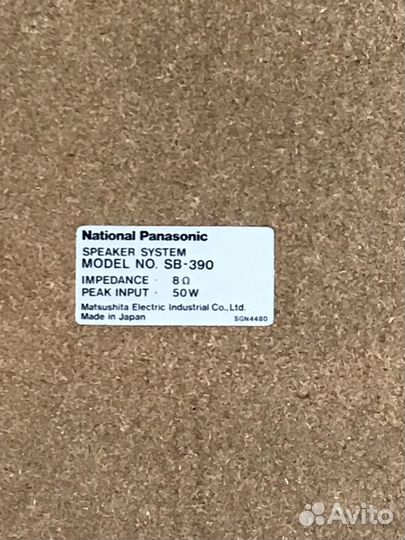 National Panasonic
SPEAKER SYSTEM
MODEL NO. SB-390
IMPEDANCE · 8Ω
PEAK INPUT · 50W
Matsushita Electric Industrial Co., Ltd.
Made in Japan SGN4480
Avito